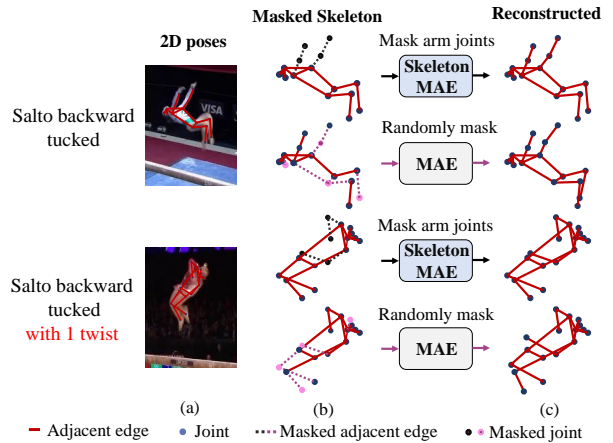 2D poses
Masked Skeleton
Reconstructed
Salto backward
tucked
VISA
Mask arm joints
Skeleton
MAE
Randomly mask
MAE
Salto backward
tucked
with 1 twist
Mask arm joints
Skeleton
MAE
Randomly mask
MAE
(a)
(b)
(c)
Adjacent edge
Joint
Masked adjacent edge
Masked joint